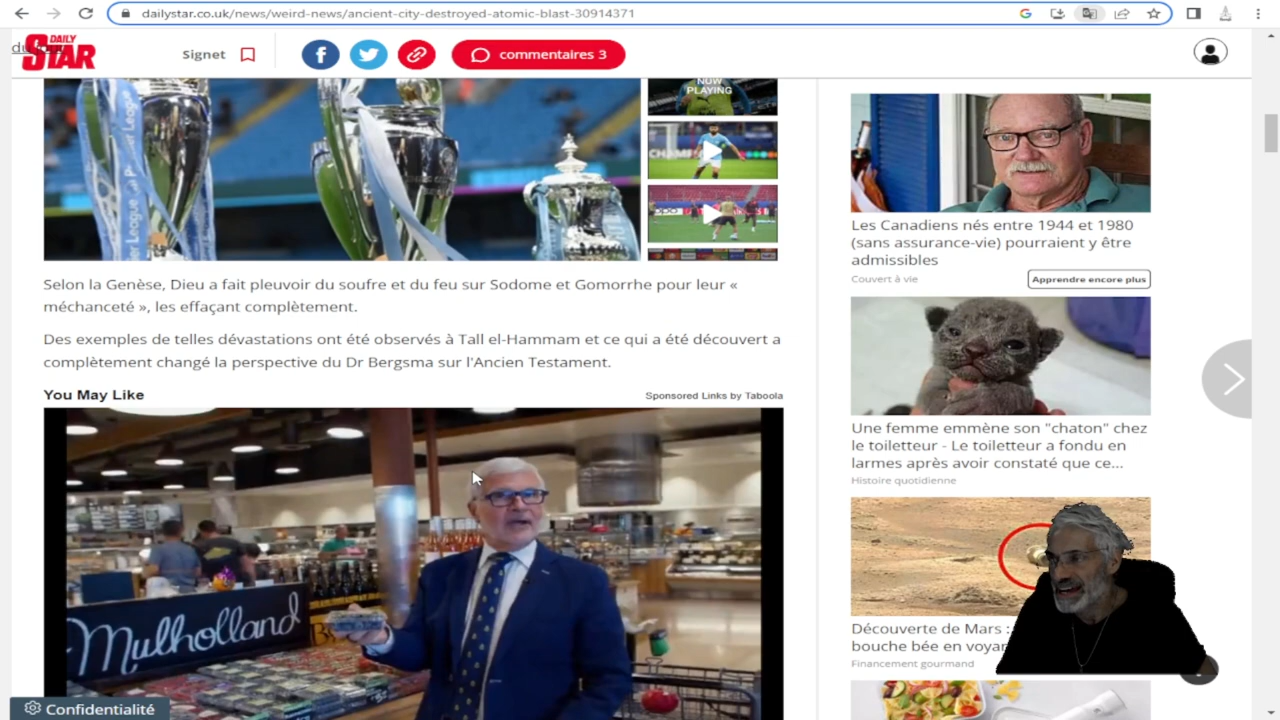 dailystar.co.uk/news/weird-news/ancient-city-destroyed-atomic-blast-30914371
DAILY
STAR
Signet
commentaires 3
NOW
PLAYING
Selon la Genèse, Dieu a fait pleuvoir du soufre et du feu sur Sodome et Gomorrhe pour leur «
méchanceté », les effaçant complètement.
Des exemples de telles dévastations ont été observés à Tall el-Hammam et ce qui a été découvert a
complètement changé la perspective du Dr Bergsma sur l'Ancien Testament.
You May Like
Sponsored Links by Taboola
Mulholland
Les Canadiens nés entre 1944 et 1980
(sans assurance-vie) pourraient y être
admissibles
Couvert à vie
Apprendre encore plus
Une femme emmène son "chaton" chez
le toiletteur - Le toiletteur a fondu en
larmes après avoir constaté que ce...
Histoire quotidienne
Découverte de Mars :
bouche bée en
Financement gourmand
Confidentialité